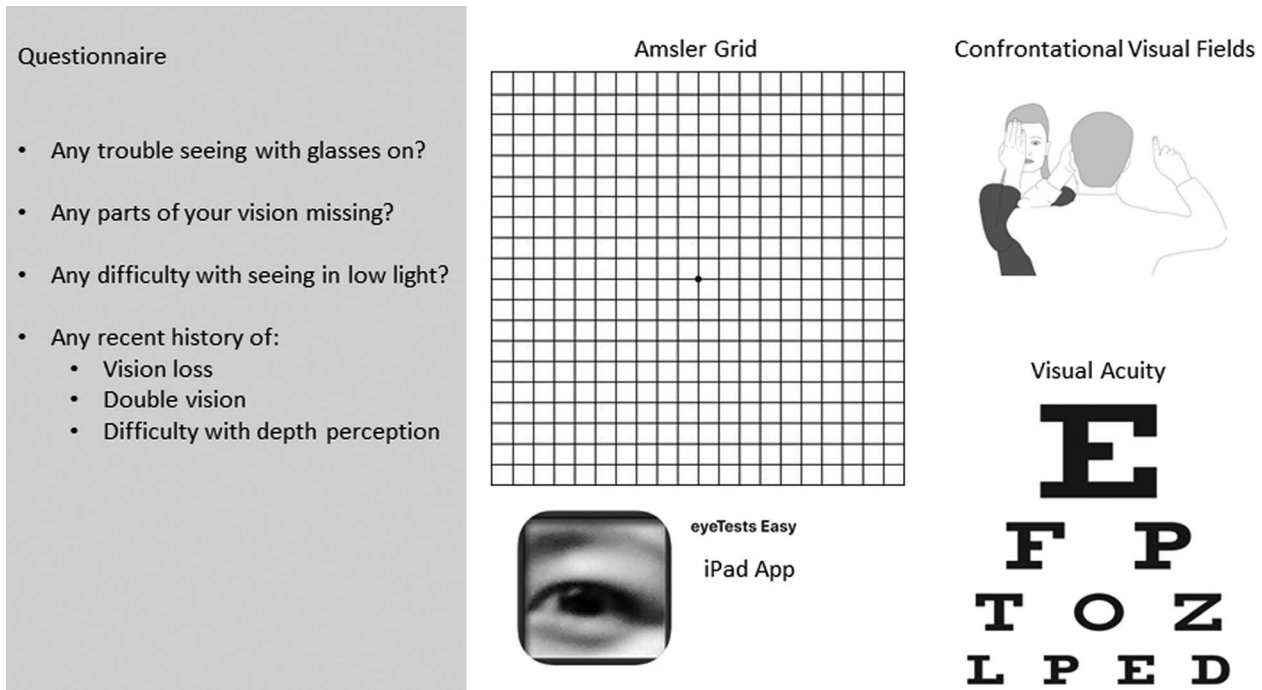 Questionnaire
• Any trouble seeing with glasses on?
• Any parts of your vision missing?
• Any difficulty with seeing in low light?
• Any recent history of:
• Vision loss
• Double vision
• Difficulty with depth perception
Amsler Grid
eyeTests Easy
iPad App
Confrontational Visual Fields
Visual Acuity
E
F P
T O Z
L P E D